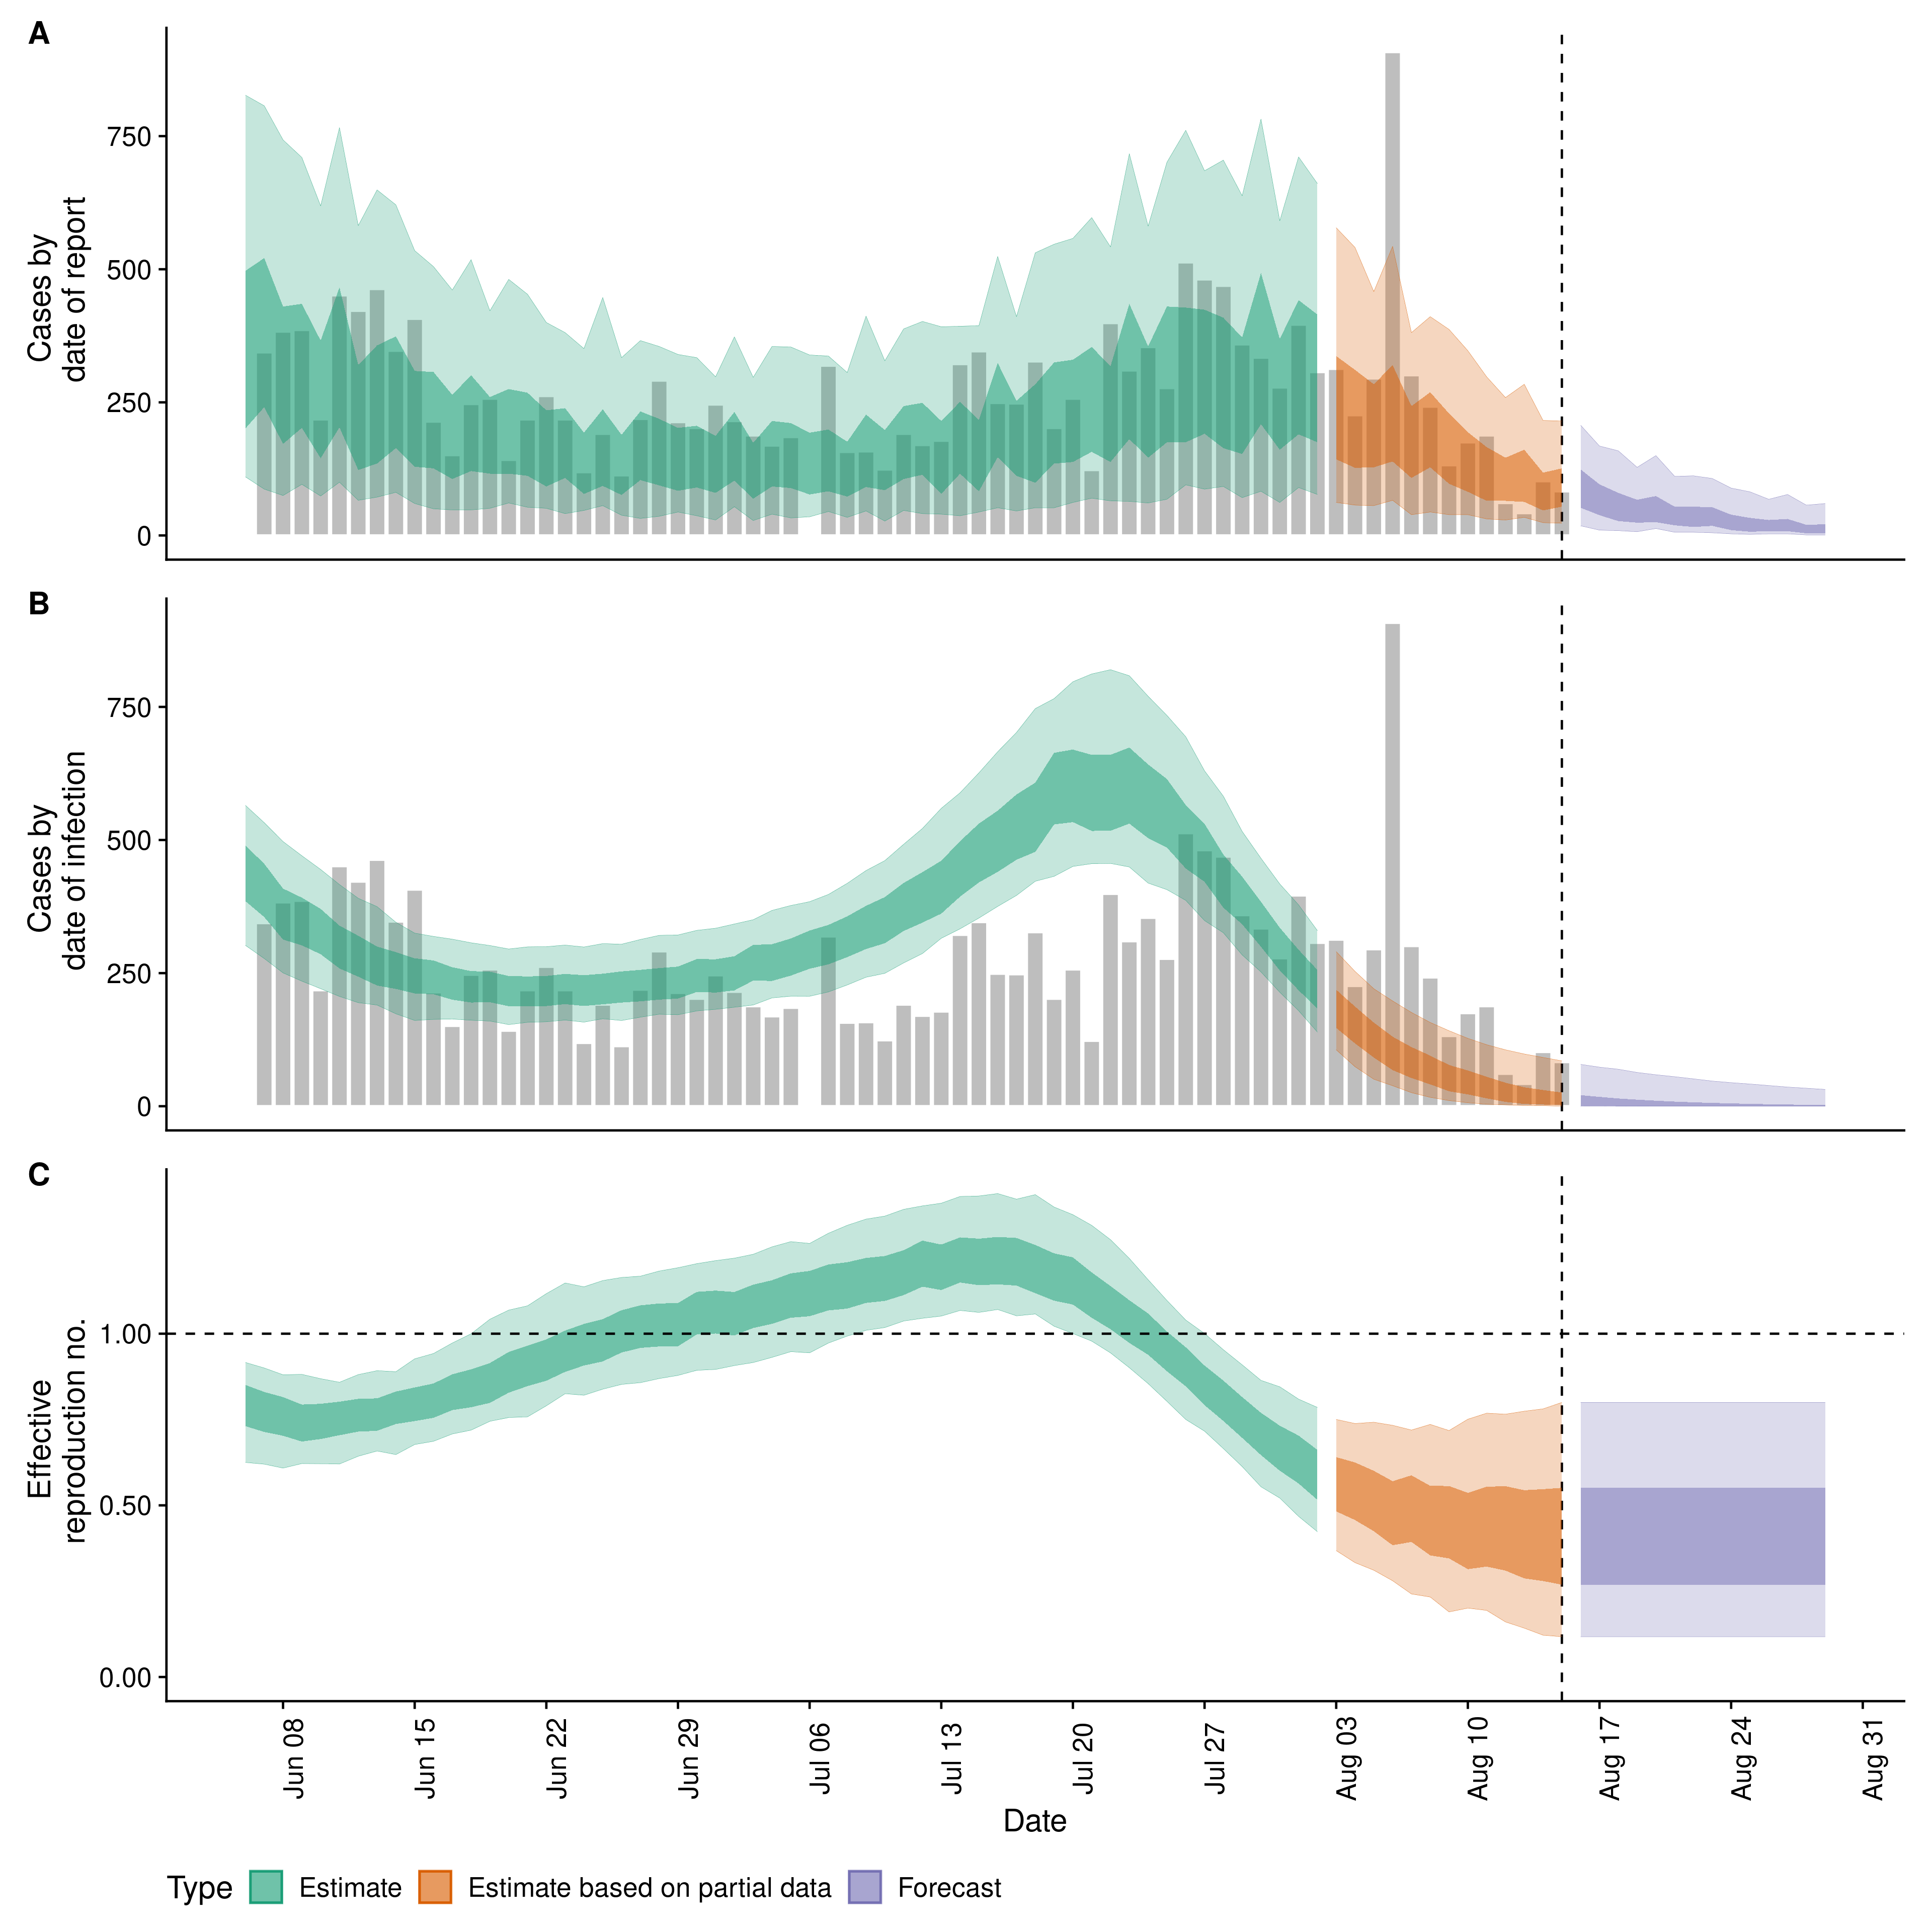 A
Cases by
date of report
750
500
250
0
B
Cases by
date of infection
750
500
250
0
C
Effective
reproduction no.
1.00
0.50
0.00
Jun 08
Jun 15
Jun 22
Jun 29
Jul 06
Jul 13
Jul 20
Jul 27
Aug 03
Aug 10
Aug 17
Aug 24
Aug 31
Date
Type Estimate Estimate based on partial data Forecast